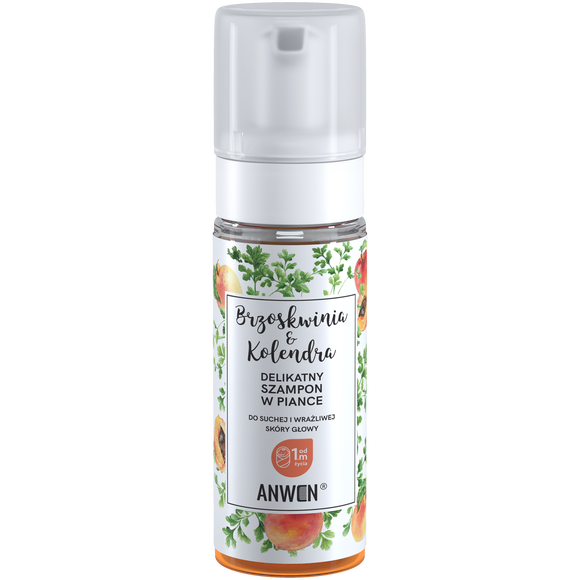 Brzoskwinia
&
Kolendra
DELIKATNY
SZAMPON
W PIANCE
DO SUCHEJ I WRAŻLIWEJ
SKÓRY GŁOWY
1 od
m
życia
ANWEN®